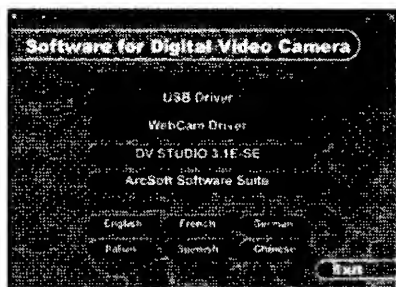 Software for Digital Video Camera
USB Driver
WebCam Driver
DV STUDIO 3.1E-SE
ArcSoft Software Suite
English French German
Italian Spanish Chinese
Exit